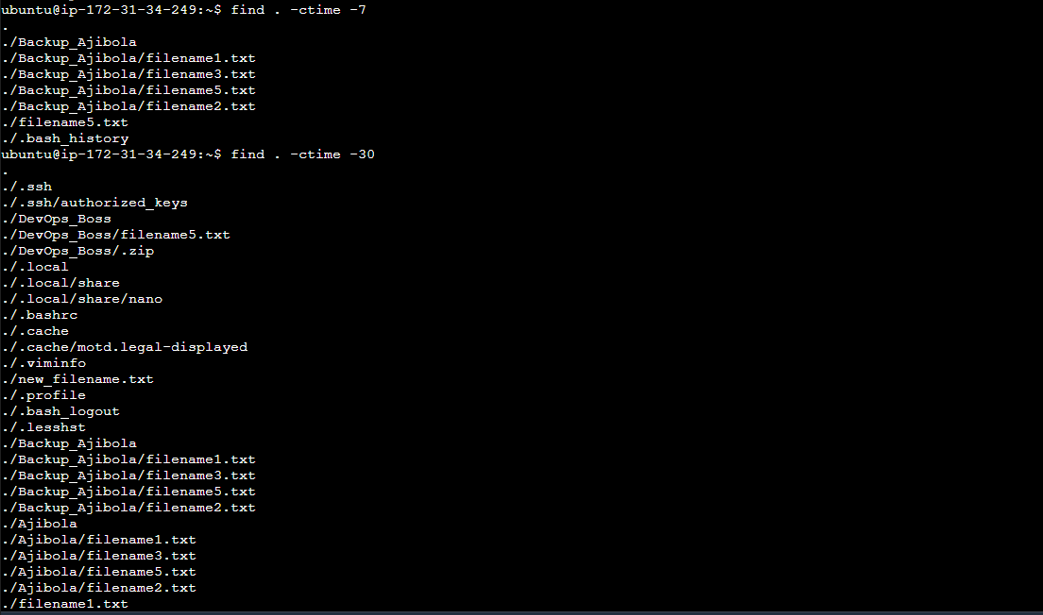 ubuntu@ip-172-31-34-249:~$ find . -ctime -7
.
./Backup_Ajibola
./Backup_Ajibola/filename1.txt
./Backup_Ajibola/filename3.txt
./Backup_Ajibola/filename5.txt
./Backup_Ajibola/filename2.txt
./filename5.txt
./.bash_history
ubuntu@ip-172-31-34-249:~$ find . -ctime -30
.
./.ssh
./.ssh/authorized_keys
./DevOps_Boss
./DevOps_Boss/filename5.txt
./DevOps_Boss/.zip
./.local
./.local/share
./.local/share/nano
./.bashrc
./.cache
./.cache/motd.legal-displayed
./.viminfo
./new_filename.txt
./.profile
./.bash_logout
./.lesshst
./Backup_Ajibola
./Backup_Ajibola/filename1.txt
./Backup_Ajibola/filename3.txt
./Backup_Ajibola/filename5.txt
./Backup_Ajibola/filename2.txt
./Ajibola
./Ajibola/filename1.txt
./Ajibola/filename3.txt
./Ajibola/filename5.txt
./Ajibola/filename2.txt
./filename1.txt